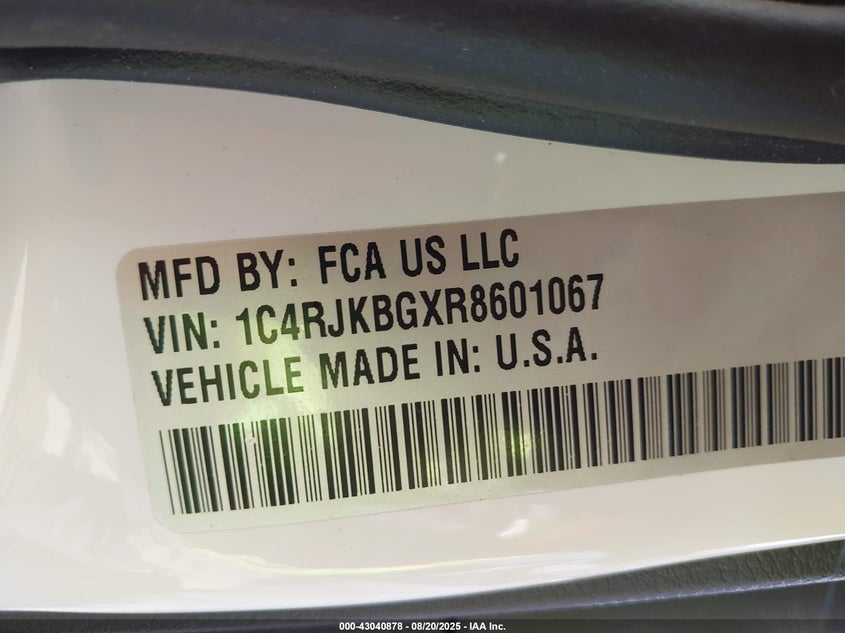 MFD BY: FCA US LLC
VIN: 1C4RJKBGXR8601067
VEHICLE MADE IN: U.S.A.
000-43040878 - 08/20/2025 - IAA Inc.